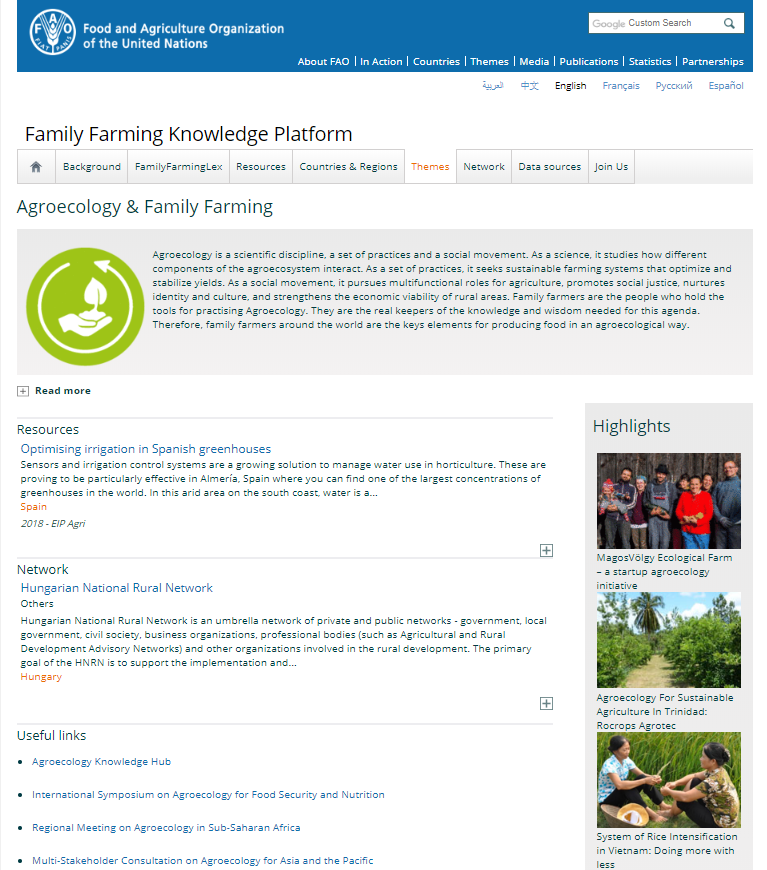 FAO
FIAT PANIS
Food and Agriculture Organization
of the United Nations
Google Custom Search
About FAO | In Action | Countries | Themes | Media | Publications | Statistics | Partnerships
العربية 中文 English Français Русский Español
Family Farming Knowledge Platform
Background FamilyFarmingLex Resources Countries & Regions Themes Network Data sources Join Us
Agroecology & Family Farming
Agroecology is a scientific discipline, a set of practices and a social movement. As a science, it studies how different
components of the agroecosystem interact. As a set of practices, it seeks sustainable farming systems that optimize and
stabilize yields. As a social movement, it pursues multifunctional roles for agriculture, promotes social justice, nurtures
identity and culture, and strengthens the economic viability of rural areas. Family farmers are the people who hold the
tools for practising Agroecology. They are the real keepers of the knowledge and wisdom needed for this agenda.
Therefore, family farmers around the world are the keys elements for producing food in an agroecological way.
Read more
Resources
Optimising irrigation in Spanish greenhouses
Sensors and irrigation control systems are a growing solution to manage water use in horticulture. These are
proving to be particularly effective in Almería, Spain where you can find one of the largest concentrations of
greenhouses in the world. In this arid area on the south coast, water is a...
Spain
2018 - EIP Agri
Network
Hungarian National Rural Network
Others
Hungarian National Rural Network is an umbrella network of private and public networks - government, local
government, civil society, business organizations, professional bodies (such as Agricultural and Rural
Development Advisory Networks) and other organizations involved in the rural development. The primary
goal of the HNRN is to support the implementation and...
Hungary
Useful links
Agroecology Knowledge Hub
International Symposium on Agroecology for Food Security and Nutrition
Regional Meeting on Agroecology in Sub-Saharan Africa
Multi-Stakeholder Consultation on Agroecology for Asia and the Pacific
Highlights
MagosVölgy Ecological Farm
– a startup agroecology
initiative
Agroecology For Sustainable
Agriculture In Trinidad:
Rocrops Agrotec
System of Rice Intensification
in Vietnam: Doing more with
less